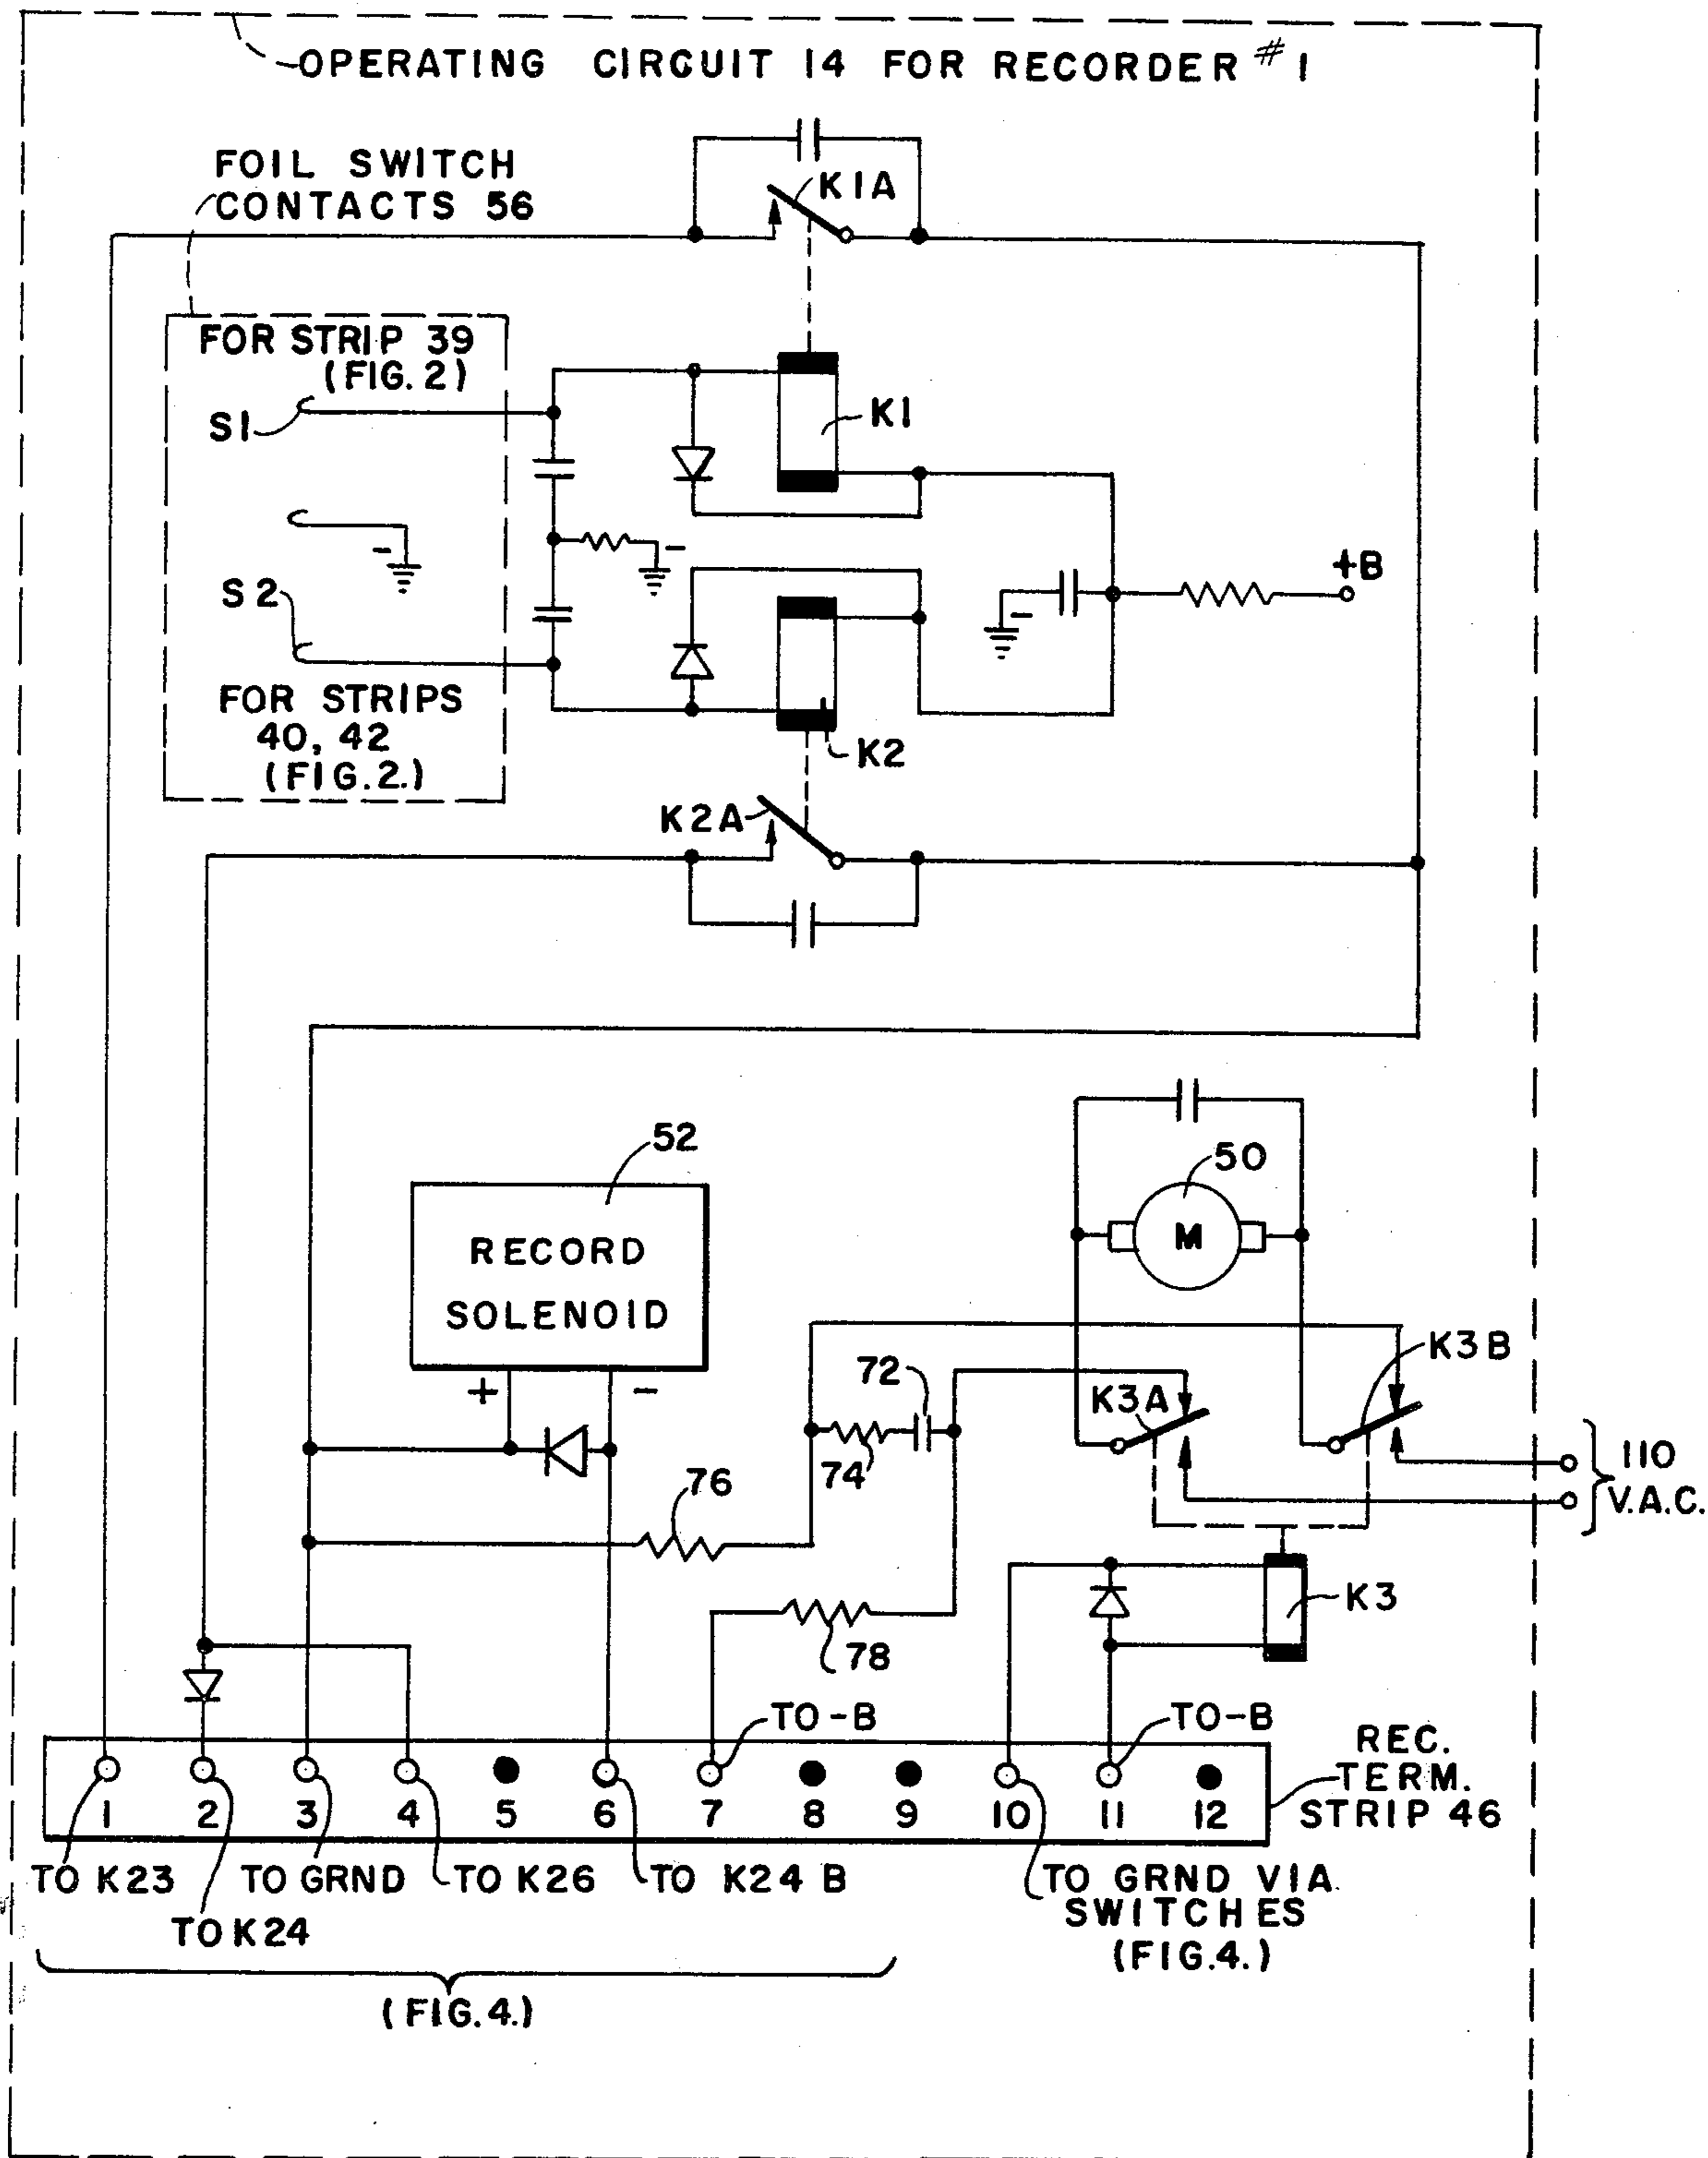 OPERATING CIRCUIT 14 FOR RECORDER #1
FOIL SWITCH
CONTACTS 56
K1A
FOR STRIP 39
(FIG. 2)
S1
K1
-
-
+B
S2
-
FOR STRIPS
40, 42
(FIG.2.)
K2
K2A
52
RECORD
SOLENOID
+ -
50
M
K3B
72
K3A
74
110
V.A.C.
76
K3
78
TO-B
TO-B
REC.
TERM.
STRIP 46
1 2 3 4 5 6 7 8 9 10 11 12
TO K23
TO GRND
TO K26
TO K24 B
TO GRND VIA
SWITCHES
(FIG.4.)
TO K24
(FIG.4.)